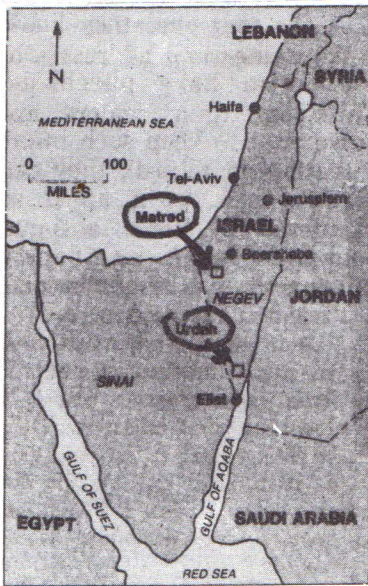 LEBANON
N
SYRIA
Haifa
MEDITERRANEAN SEA
0 100
MILES
Tel-Aviv
Jerusalem
Matred
ISRAEL
Beersheba
NEGEV
JORDAN
Urdah
SINAI
Eilat
GULF OF SUEZ
GULF OF AQABA
EGYPT
SAUDI ARABIA
RED SEA